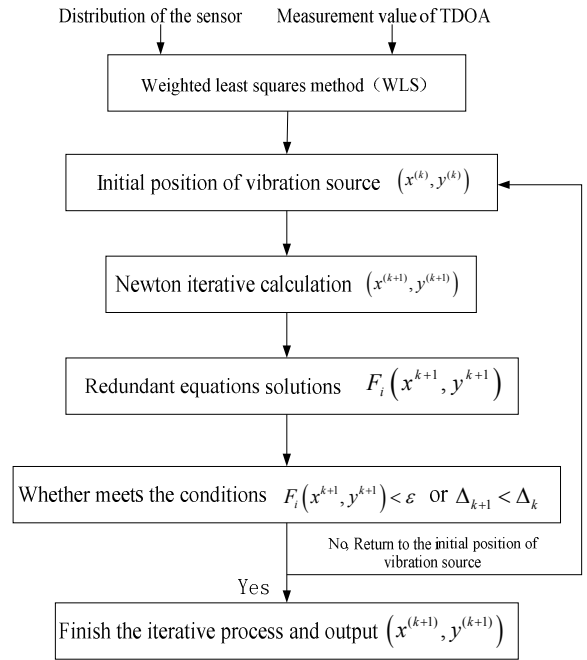 Distribution of the sensor
Measurement value of TDOA
Weighted least squares method（WLS）
Initial position of vibration source (x^(k), y^(k))
Newton iterative calculation (x^(k+1), y^(k+1))
Redundant equations solutions F_i(x^k+1, y^k+1)
Whether meets the conditions F_i(x^k+1, y^k+1) < ε or Δ_k+1 < Δ_k
No, Return to the initial position of
vibration source
Yes
Finish the iterative process and output (x^(k+1), y^(k+1))